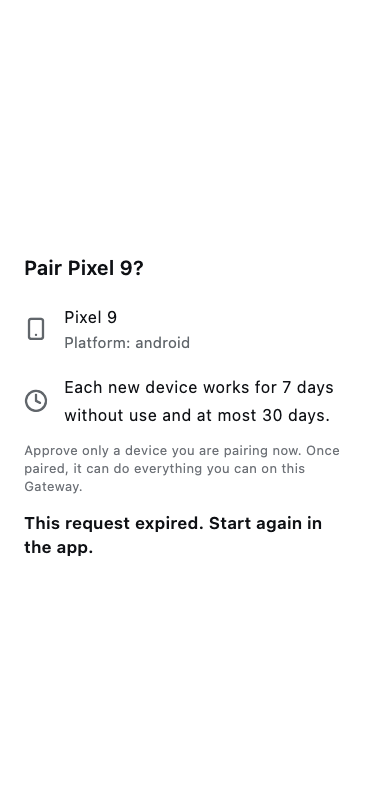 Pair Pixel 9?
Pixel 9
Platform: android
Each new device works for 7 days
without use and at most 30 days.
Approve only a device you are pairing now. Once
paired, it can do everything you can on this
Gateway.
This request expired. Start again in
the app.